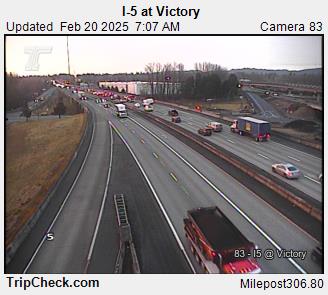 I-5 at Victory
Updated Feb 20 2025 7:07 AM Camera 83
5
83 - I5 @ Victory
TripCheck.com Milepost306.80